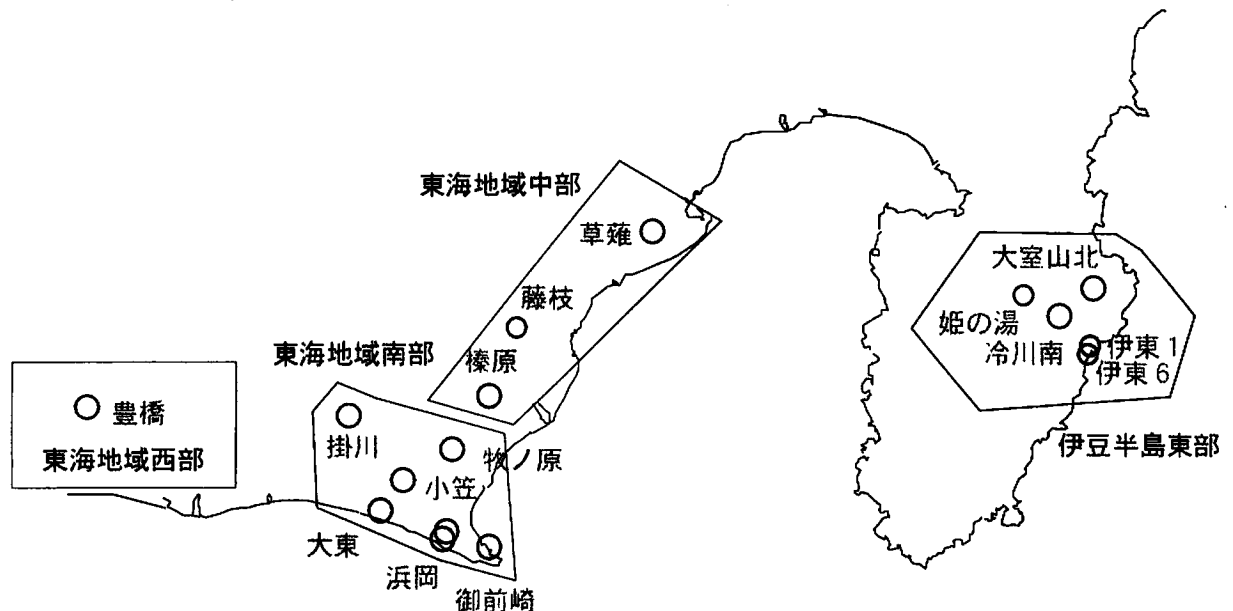 東海地域中部
草薙
藤枝
榛原
東海地域南部
豊橋
東海地域西部
掛川
牧ノ原
小笠
大東
浜岡
御前崎
大室山北
姫の湯
冷川南
伊東1
伊東6
伊豆半島東部